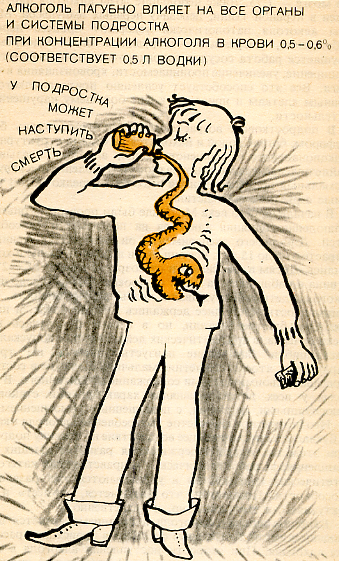 АЛКОГОЛЬ ПАГУБНО ВЛИЯЕТ НА ВСЕ ОРГАНЫ
И СИСТЕМЫ ПОДРОСТКА
ПРИ КОНЦЕНТРАЦИИ АЛКОГОЛЯ В КРОВИ 0,5–0,6%
(СООТВЕТСТВУЕТ 0.5 Л ВОДКИ)
У ПОДРОСТКА
МОЖЕТ
НАСТУПИТЬ
СМЕРТЬ